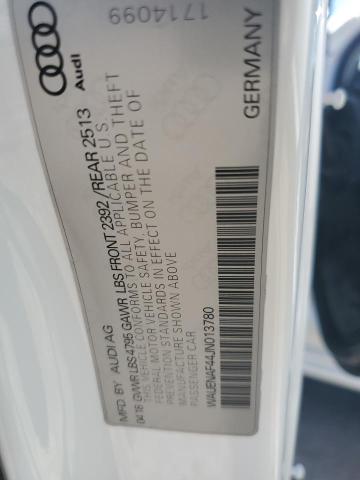 1714099
Audi
MFD. BY AUDI AG
04/18 GVWR LBS 4795 GAWR LBS FRONT 2392/REAR 2513
THIS VEHICLE CONFORMS TO ALL APPLICABLE U S
FEDERAL MOTOR VEHICLE SAFETY, BUMPER AND THEFT
PREVENTION STANDARDS IN EFFECT ON THE DATE OF
MANUFACTURE SHOWN ABOVE
PASSENGER CAR
WAUENAF44JN013780
GERMANY